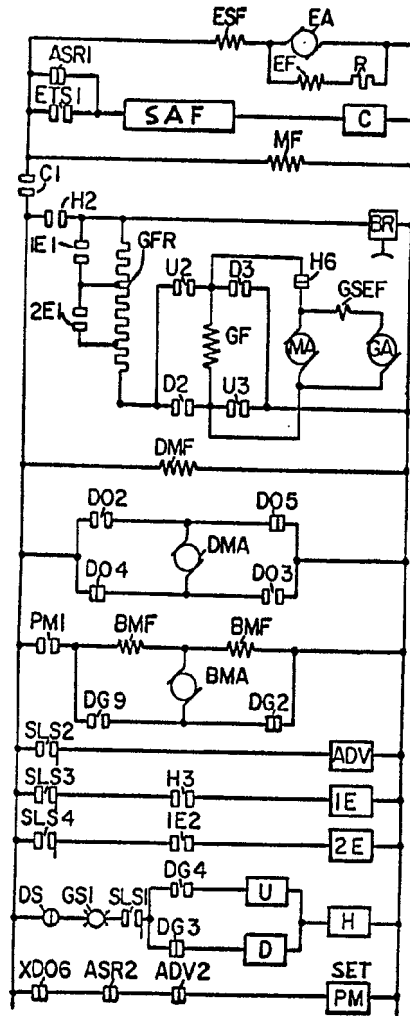 ESF EA
ASR1 EF R
ETS1 SAF C
MF
C1
H2 BR
1E1 GFR
U2 D3 H6
GSEF
2E1 GF MA GA
D2 U3
DMF
DO2 DO5
DMA
DO4 DO3
PM1 BMF BMF
BMA
DG9 DG2
SLS2 ADV
SLS3 H3 1E
SLS4 1E2 2E
DG4 U
DS GS1 SLS1 H
DG3 D
XDO6 ASR2 ADV2 SET
PM